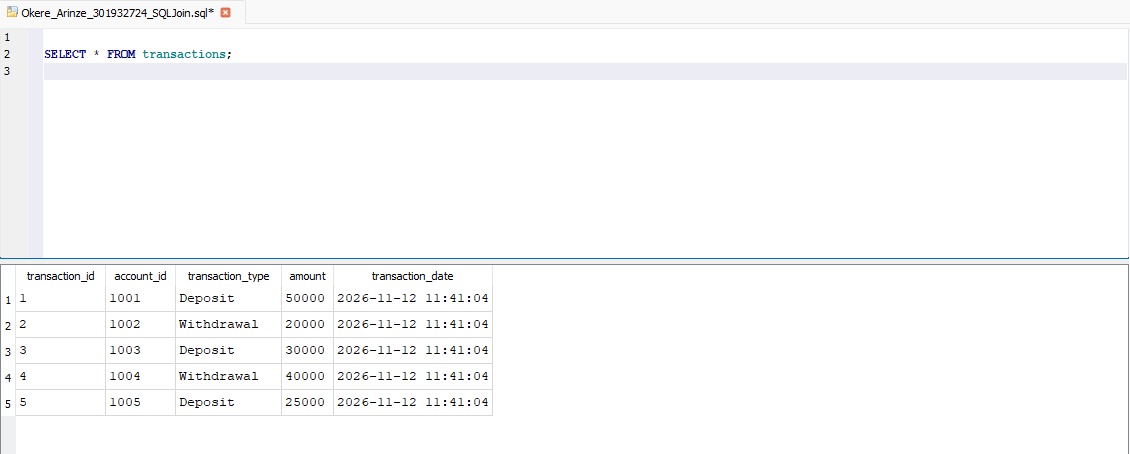 Okere_Arinze_301932724_SQLJoin.sql*
1
2 SELECT * FROM transactions;
3
transaction_id account_id transaction_type amount transaction_date
1 1 1001 Deposit 50000 2026-11-12 11:41:04
2 2 1002 Withdrawal 20000 2026-11-12 11:41:04
3 3 1003 Deposit 30000 2026-11-12 11:41:04
4 4 1004 Withdrawal 40000 2026-11-12 11:41:04
5 5 1005 Deposit 25000 2026-11-12 11:41:04